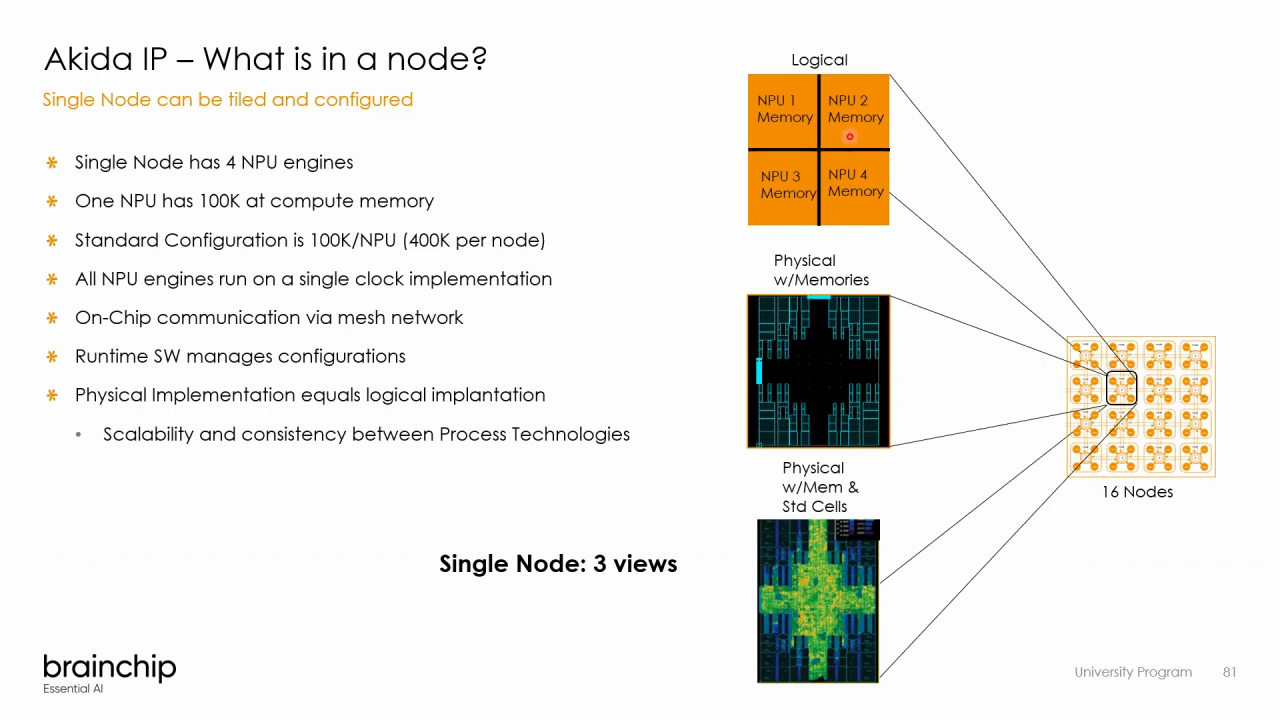 Akida IP – What is in a node?
Single Node can be tiled and configured
Single Node has 4 NPU engines
One NPU has 100K at compute memory
Standard Configuration is 100K/NPU (400K per node)
All NPU engines run on a single clock implementation
On-Chip communication via mesh network
Runtime SW manages configurations
Physical Implementation equals logical implantation
Scalability and consistency between Process Technologies
Single Node: 3 views
Logical
NPU 1
Memory
NPU 2
Memory
NPU 3
Memory
NPU 4
Memory
Physical
w/Memories
Physical
w/Mem &
Std Cells
16 Nodes
brainchip
Essential AI
University Program
81